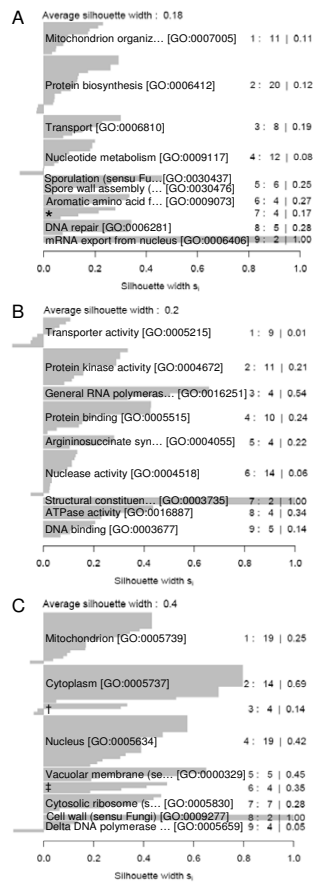 A
Average silhouette width : 0.18
Mitochondrion organiz… [GO:0007005] 1 : 11 | 0.11
Protein biosynthesis [GO:0006412] 2 : 20 | 0.12
Transport [GO:0006810] 3 : 8 | 0.19
Nucleotide metabolism [GO:0009117] 4 : 12 | 0.08
Sporulation (sensu Fu… [GO:0030437]
Spore wall assembly (… [GO:0030476] 5 : 6 | 0.25
Aromatic amino acid f… [GO:0009073] 6 : 4 | 0.27
* 7 : 4 | 0.17
DNA repair [GO:0006281] 8 : 5 | 0.28
mRNA export from nucleus [GO:0006406] 9 : 2 | 1.00
0.0 0.2 0.4 0.6 0.8 1.0
Silhouette width si
B
Average silhouette width : 0.2
Transporter activity [GO:0005215] 1 : 9 | 0.01
Protein kinase activity [GO:0004672] 2 : 11 | 0.21
General RNA polymeras… [GO:0016251] 3 : 4 | 0.54
Protein binding [GO:0005515] 4 : 10 | 0.24
Argininosuccinate syn… [GO:0004055] 5 : 4 | 0.22
Nuclease activity [GO:0004518] 6 : 14 | 0.06
Structural constituen… [GO:0003735] 7 : 2 | 1.00
ATPase activity [GO:0016887] 8 : 4 | 0.34
DNA binding [GO:0003677] 9 : 5 | 0.14
0.0 0.2 0.4 0.6 0.8 1.0
Silhouette width si
C
Average silhouette width : 0.4
Mitochondrion [GO:0005739] 1 : 19 | 0.25
Cytoplasm [GO:0005737] 2 : 14 | 0.69
† 3 : 4 | 0.14
Nucleus [GO:0005634] 4 : 19 | 0.42
Vacuolar membrane (se… [GO:0000329] 5 : 5 | 0.45
‡ 6 : 4 | 0.35
Cytosolic ribosome (s… [GO:0005830] 7 : 7 | 0.28
Cell wall (sensu Fungi) [GO:0009277] 8 : 2 | 1.00
Delta DNA polymerase … [GO:0005659] 9 : 4 | 0.05
0.0 0.2 0.4 0.6 0.8 1.0
Silhouette width si